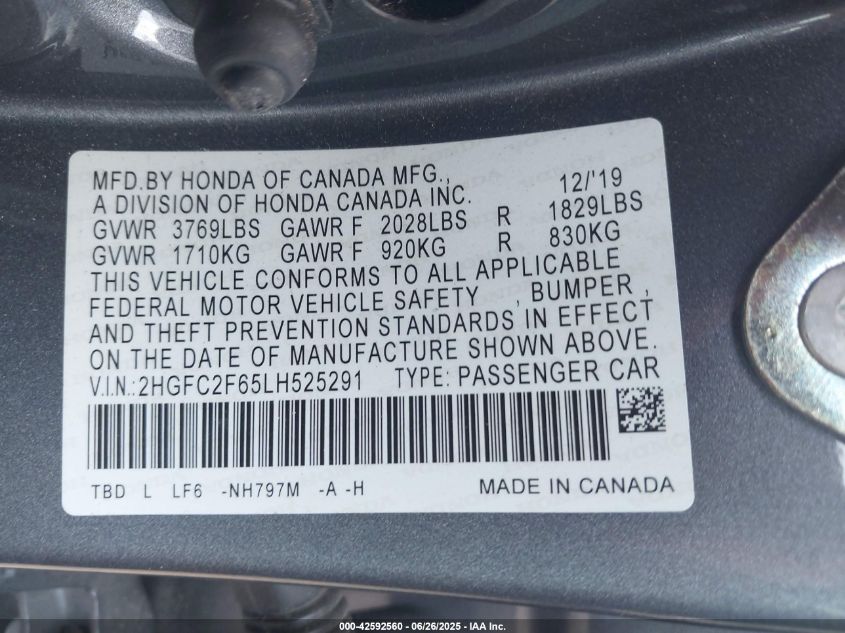 MFD.BY HONDA OF CANADA MFG., 12/'19
A DIVISION OF HONDA CANADA INC.
GVWR 3769LBS GAWR F 2028LBS R 1829LBS
GVWR 1710KG GAWR F 920KG R 830KG
THIS VEHICLE CONFORMS TO ALL APPLICABLE
FEDERAL MOTOR VEHICLE SAFETY , BUMPER ,
AND THEFT PREVENTION STANDARDS IN EFFECT
ON THE DATE OF MANUFACTURE SHOWN ABOVE.
V.I.N.:2HGFC2F65LH525291 TYPE: PASSENGER CAR
TBD L LF6 -NH797M -A -H MADE IN CANADA
000-42592560 - 06/26/2025 - IAA Inc.